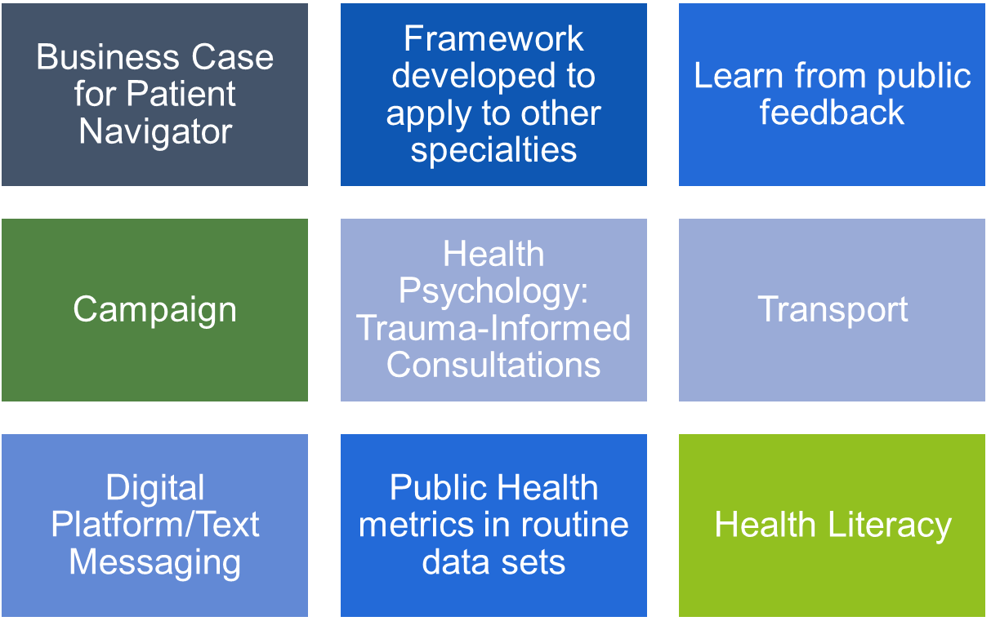 Business Case
for Patient
Navigator
Framework
developed to
apply to other
specialties
Learn from public
feedback
Campaign
Health
Psychology:
Trauma-Informed
Consultations
Transport
Digital
Platform/Text
Messaging
Public Health
metrics in routine
data sets
Health Literacy